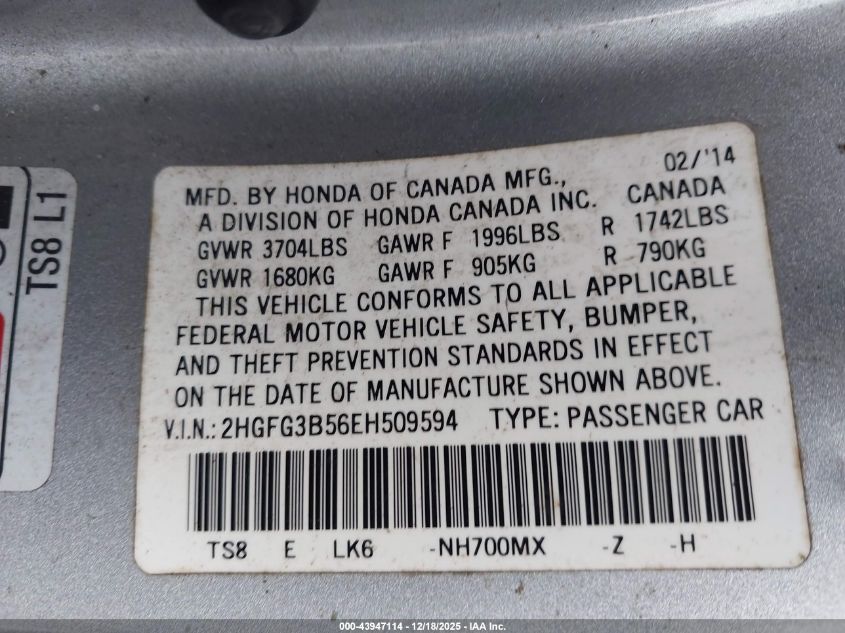 TS8 L1
02/'14
MFD. BY HONDA OF CANADA MFG.,
A DIVISION OF HONDA CANADA INC. CANADA
GVWR 3704LBS GAWR F 1996LBS R 1742LBS
GVWR 1680KG GAWR F 905KG R 790KG
THIS VEHICLE CONFORMS TO ALL APPLICABLE
FEDERAL MOTOR VEHICLE SAFETY, BUMPER,
AND THEFT PREVENTION STANDARDS IN EFFECT
ON THE DATE OF MANUFACTURE SHOWN ABOVE.
V.I.N.: 2HGFG3B56EH509594 TYPE: PASSENGER CAR
TS8 E LK6 -NH700MX -Z -H
000-43947114 - 12/18/2025 - IAA Inc.